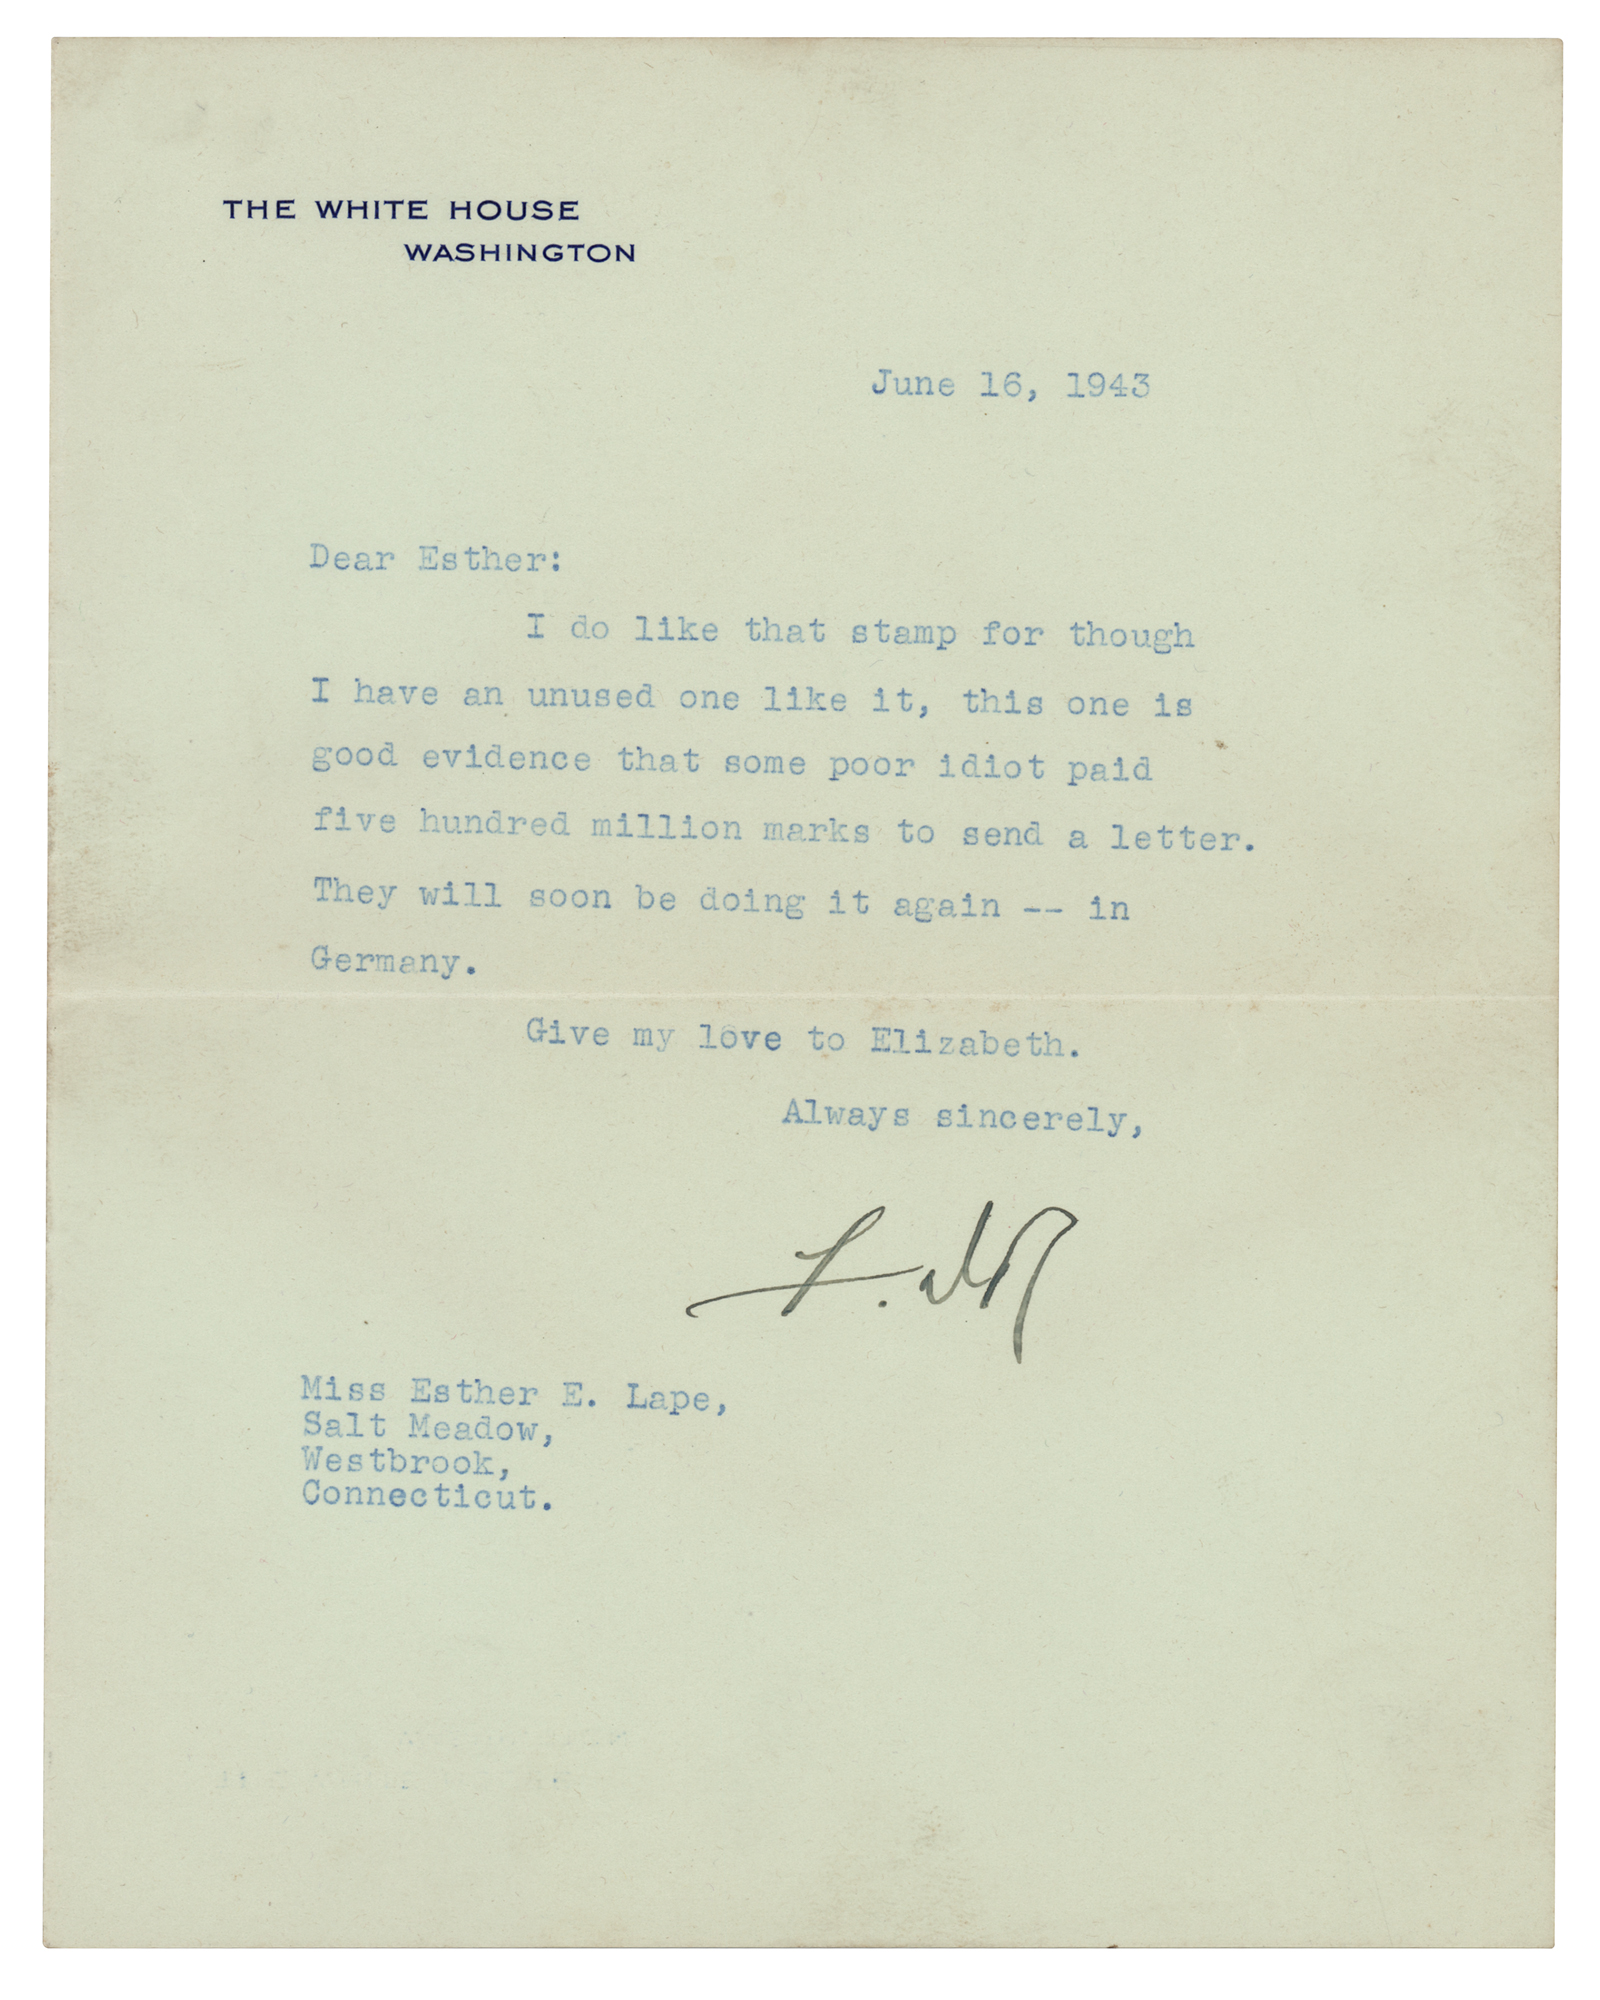 THE WHITE HOUSE
WASHINGTON
June 16, 1943
Dear Esther:
I do like that stamp for though
I have an unused one like it, this one is
good evidence that some poor idiot paid
five hundred million marks to send a letter.
They will soon be doing it again -- in
Germany.
Give my love to Elizabeth.
Always sincerely,
Miss Esther E. Lape,
Salt Meadow,
Westbrook,
Connecticut.